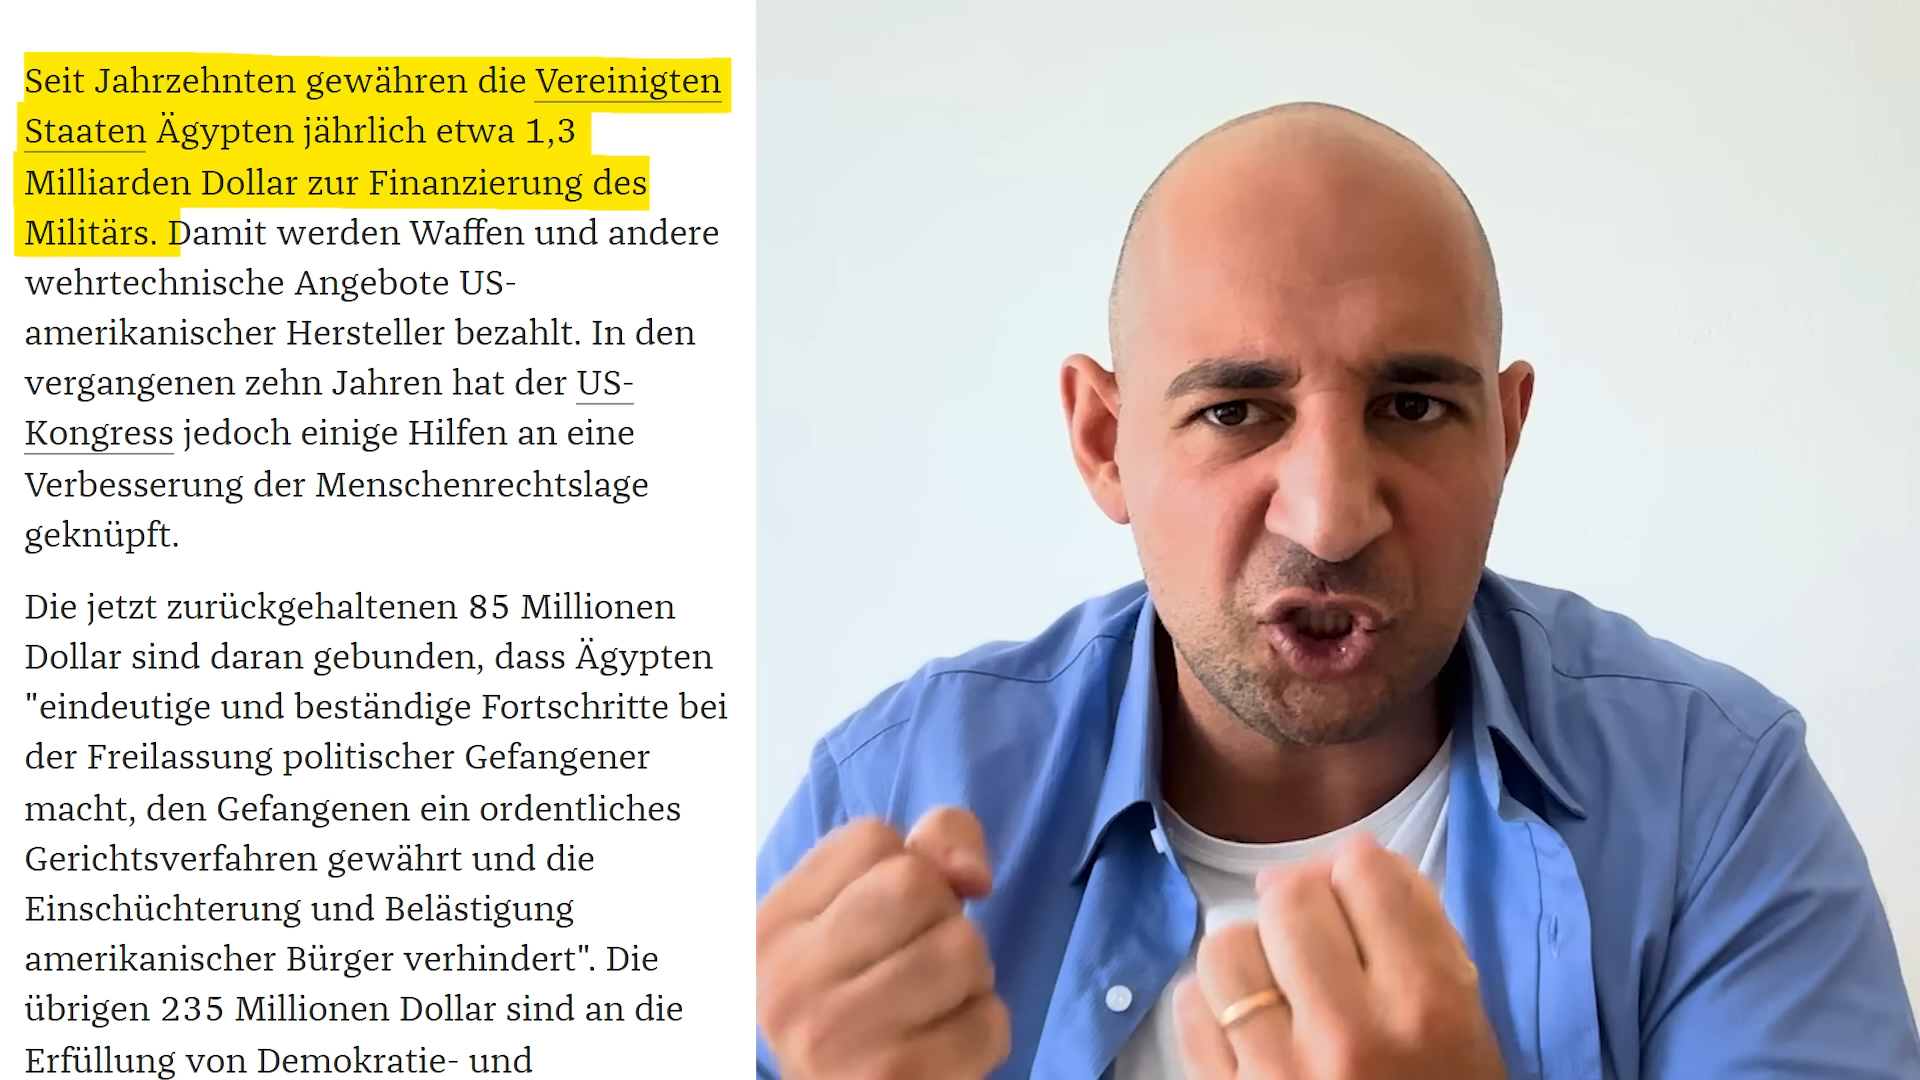 Seit Jahrzehnten gewähren die Vereinigten
Staaten Ägypten jährlich etwa 1,3
Milliarden Dollar zur Finanzierung des
Militärs. Damit werden Waffen und andere
wehrtechnische Angebote US-
amerikanischer Hersteller bezahlt. In den
vergangenen zehn Jahren hat der US-
Kongress jedoch einige Hilfen an eine
Verbesserung der Menschenrechtslage
geknüpft.
Die jetzt zurückgehaltenen 85 Millionen
Dollar sind daran gebunden, dass Ägypten
"eindeutige und beständige Fortschritte bei
der Freilassung politischer Gefangener
macht, den Gefangenen ein ordentliches
Gerichtsverfahren gewährt und die
Einschüchterung und Belästigung
amerikanischer Bürger verhindert". Die
übrigen 235 Millionen Dollar sind an die
Erfüllung von Demokratie- und